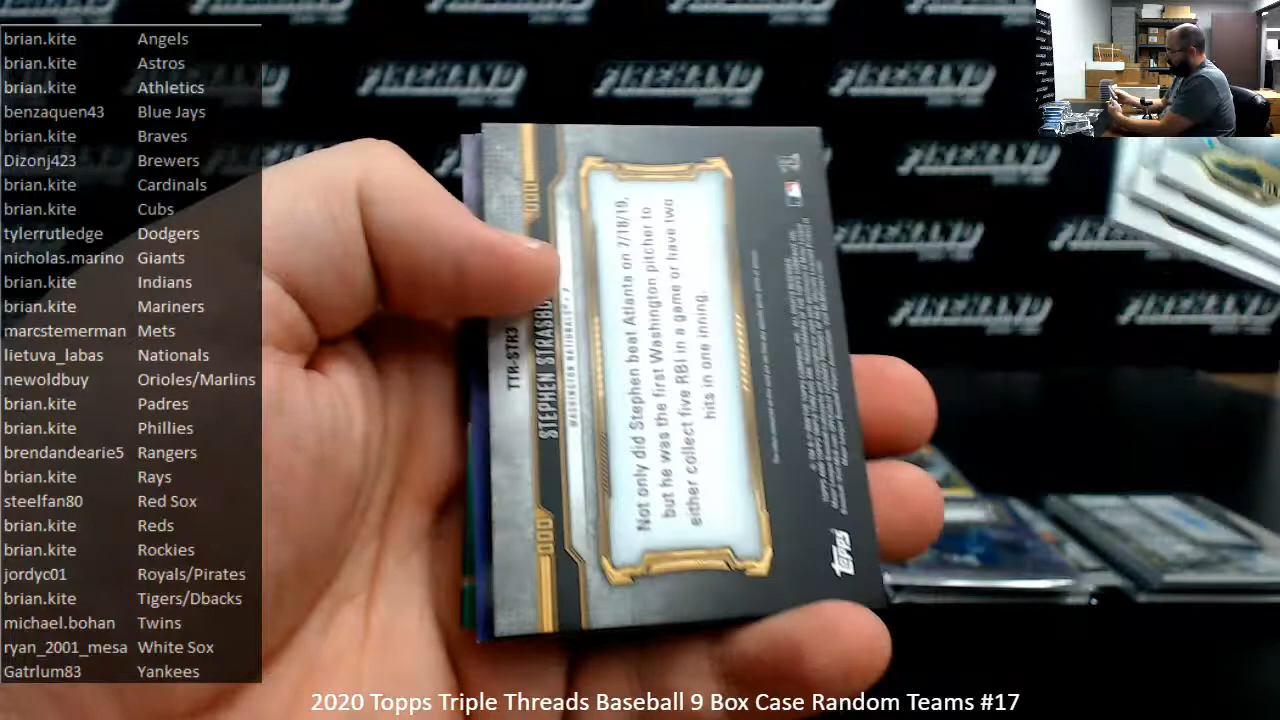 brian.kite Angels
brian.kite Astros
brian.kite Athletics
benzaquen43 Blue Jays
brian.kite Braves
Dizonj423 Brewers
brian.kite Cardinals
brian.kite Cubs
tylerrutledge Dodgers
nicholas.marino Giants
brian.kite Indians
brian.kite Mariners
marcstemerman Mets
lietuva_labas Nationals
newoldbuy Orioles/Marlins
brian.kite Padres
brian.kite Phillies
brendandearie5 Rangers
brian.kite Rays
steelfan80 Red Sox
brian.kite Reds
brian.kite Rockies
jordyc01 Royals/Pirates
brian.kite Tigers/Dbacks
michael.bohan Twins
ryan_2001_mesa White Sox
Gatrlum83 Yankees
FIREHAND
TTR-STR3
STEPHEN STRASB
WASHINGTON NATIONALS
Not only did Stephen beat Atlanta on 7/18/19,
but he was the first Washington pitcher to
either collect five RBI in a game or have two
hits in one inning.
Topps
2020 Topps Triple Threads Baseball 9 Box Case Random Teams #17